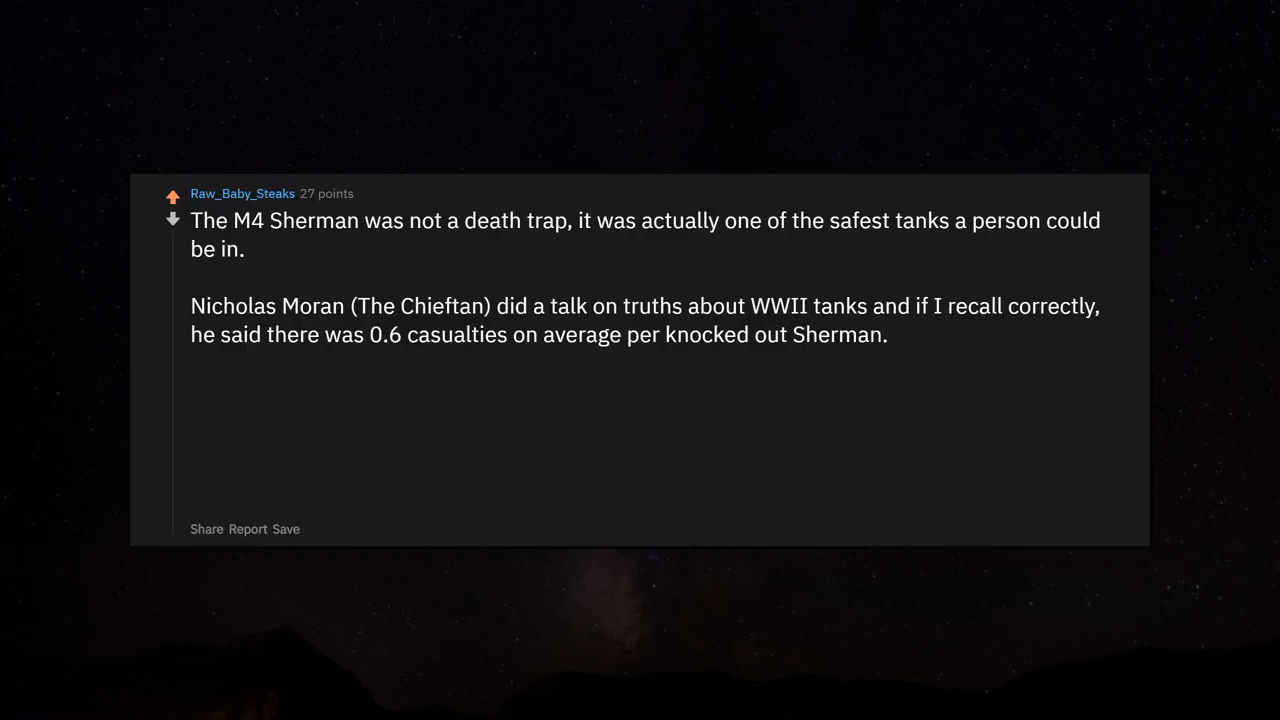 Raw_Baby_Steaks 27 points
The M4 Sherman was not a death trap, it was actually one of the safest tanks a person could
be in.
Nicholas Moran (The Chieftan) did a talk on truths about WWII tanks and if I recall correctly,
he said there was 0.6 casualties on average per knocked out Sherman.
Share Report Save